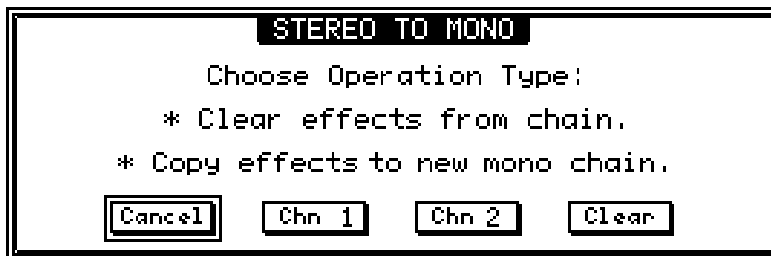 STEREO TO MONO
Choose Operation Type:
* Clear effects from chain.
* Copy effects to new mono chain.
Cancel Chn 1 Chn 2 Clear